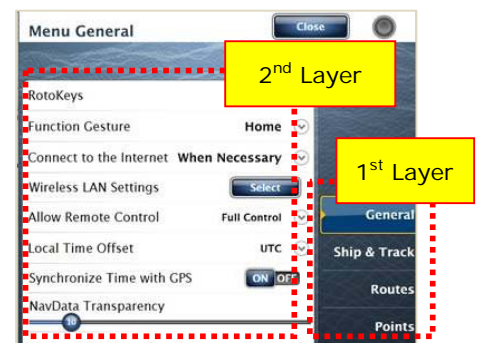 Menu General
Close
2nd Layer
RotoKeys
Function Gesture Home
Connect to the Internet When Necessary
Wireless LAN Settings Select
1st Layer
Allow Remote Control Full Control
General
Local Time Offset UTC
Ship & Track
Synchronize Time with GPS ON OFF
Routes
NavData Transparency
10
Points